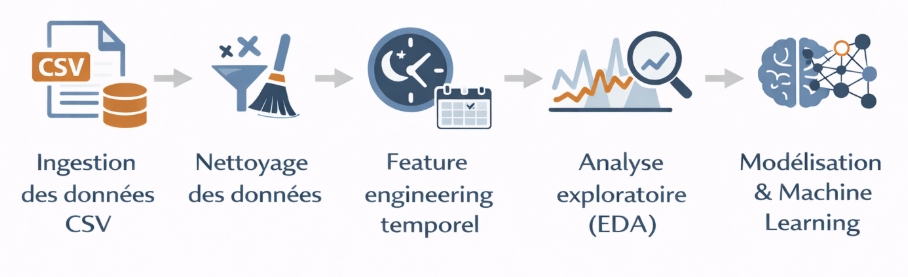 CSV
Ingestion
des données
CSV
Nettoyage
des données
Feature
engineering
temporel
Analyse
exploratoire
(EDA)
Modélisation
& Machine
Learning